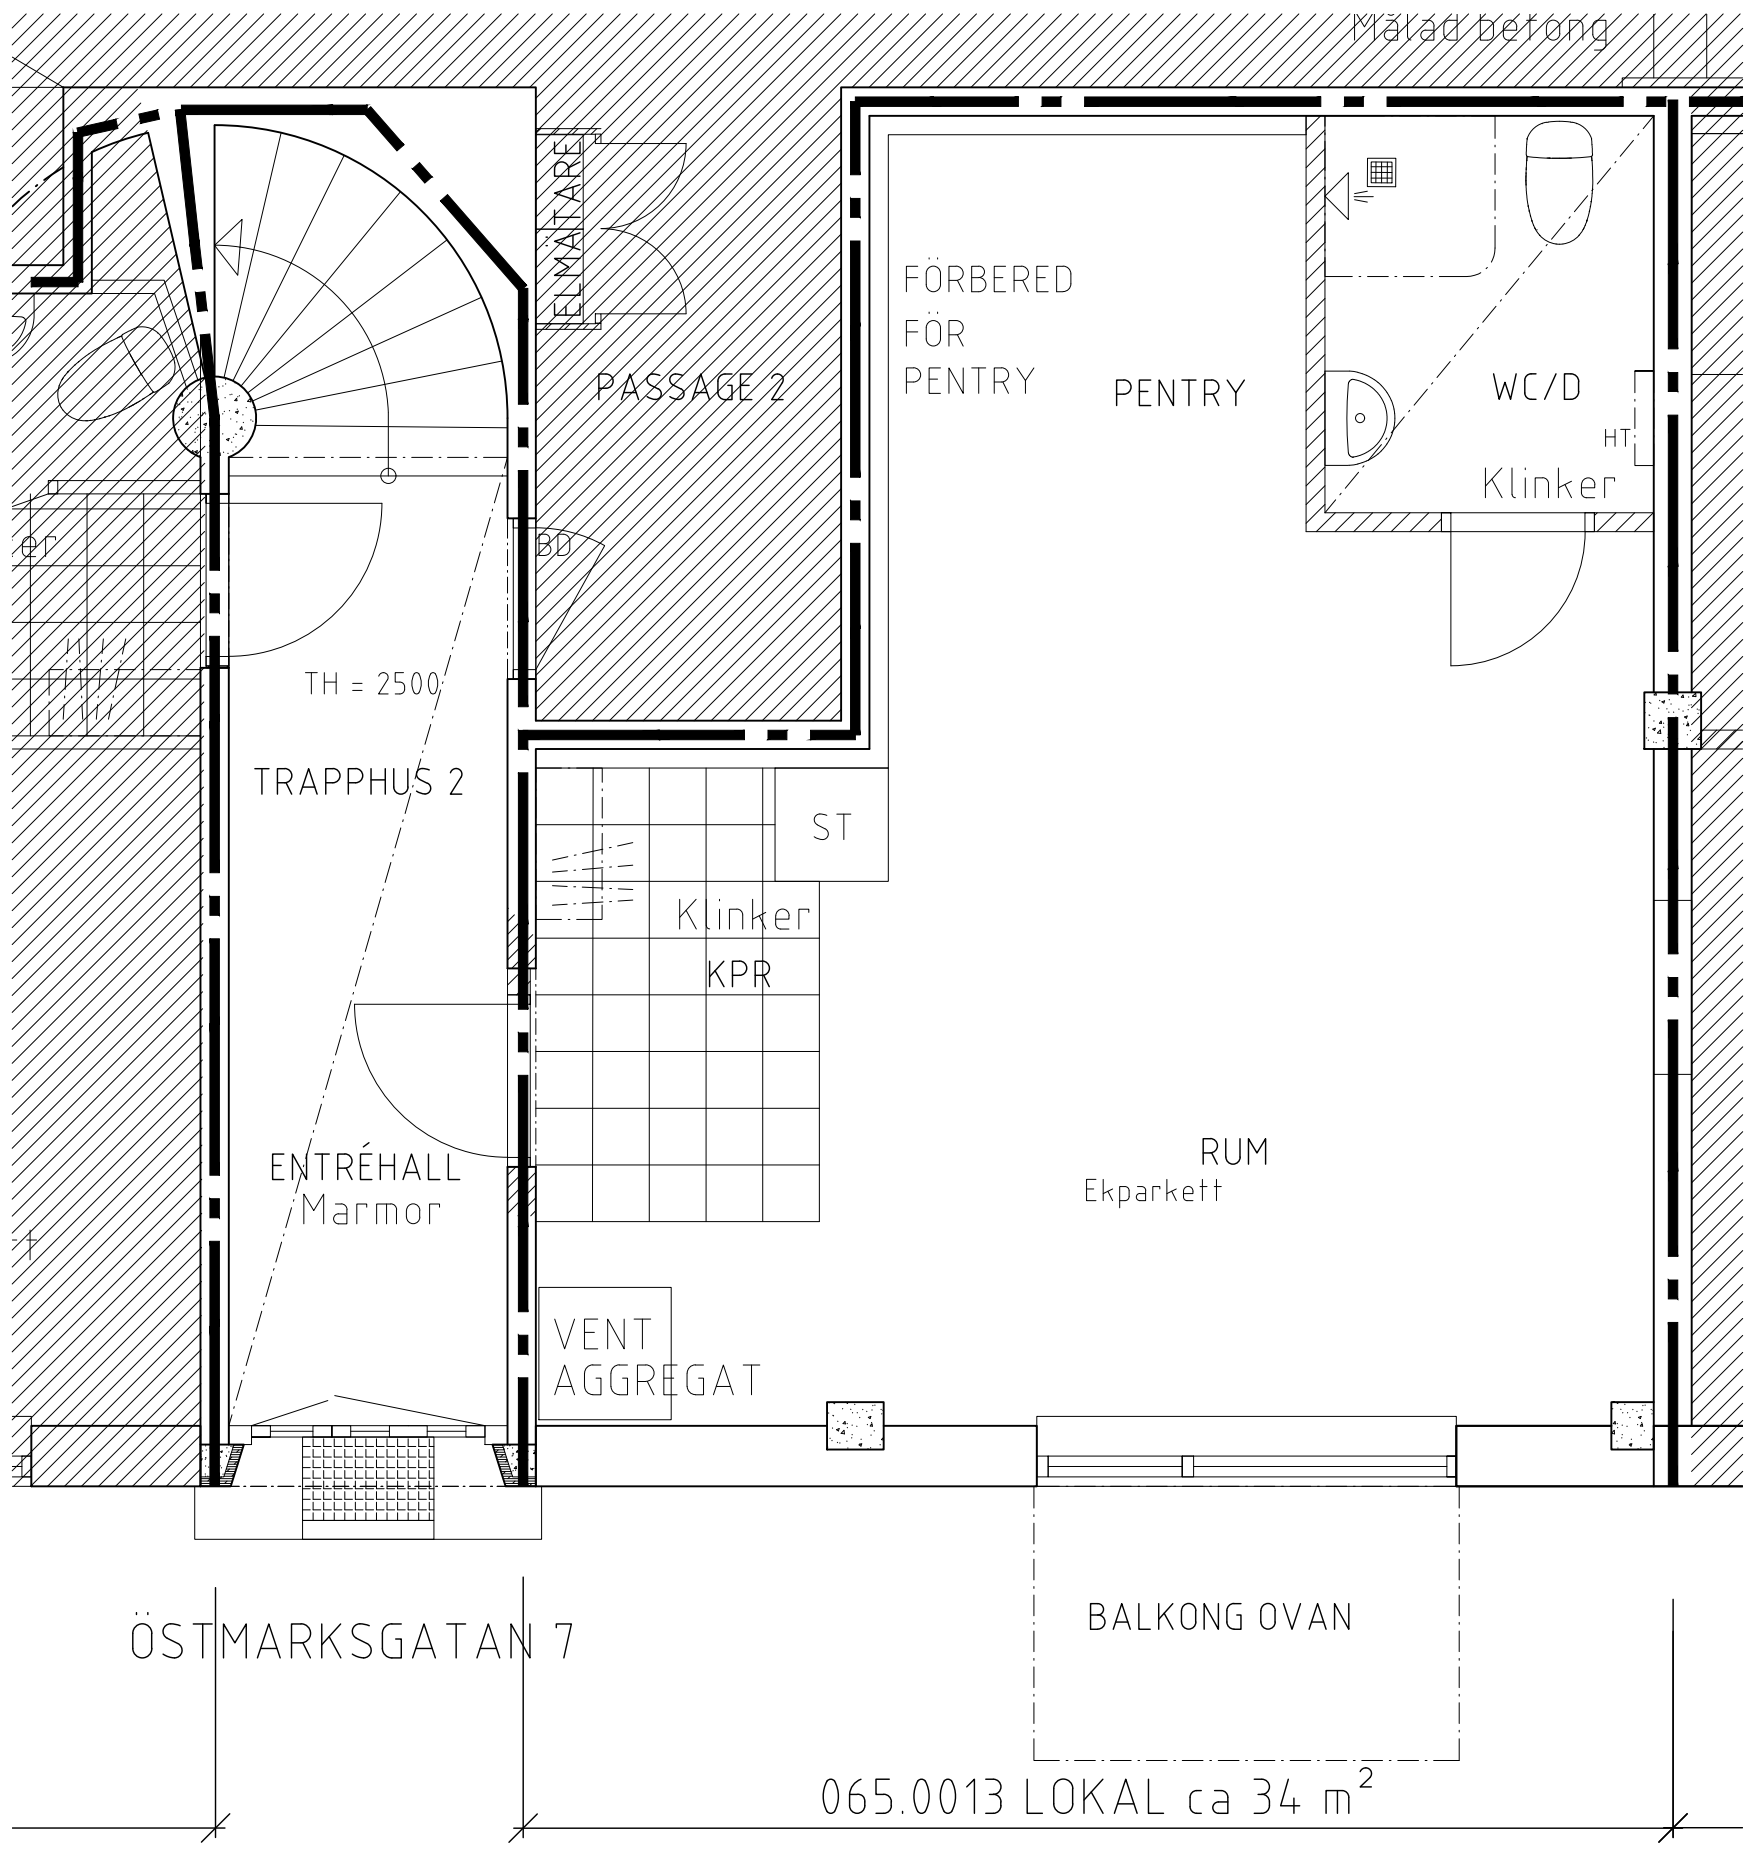 Målad betong
ELMÄTARE
FÖRBERED
FÖR
PENTRY
PASSAGE 2
PENTRY
WC/D
HT
Klinker
er
BD
TH = 2500
TRAPPHUS 2
ST
Klinker
KPR
ENTRÉHALL
Marmor
RUM
Ekparkett
t
VENT
AGGREGAT
ÖSTMARKSGATAN 7
BALKONG OVAN
065.0013 LOKAL ca 34 m²